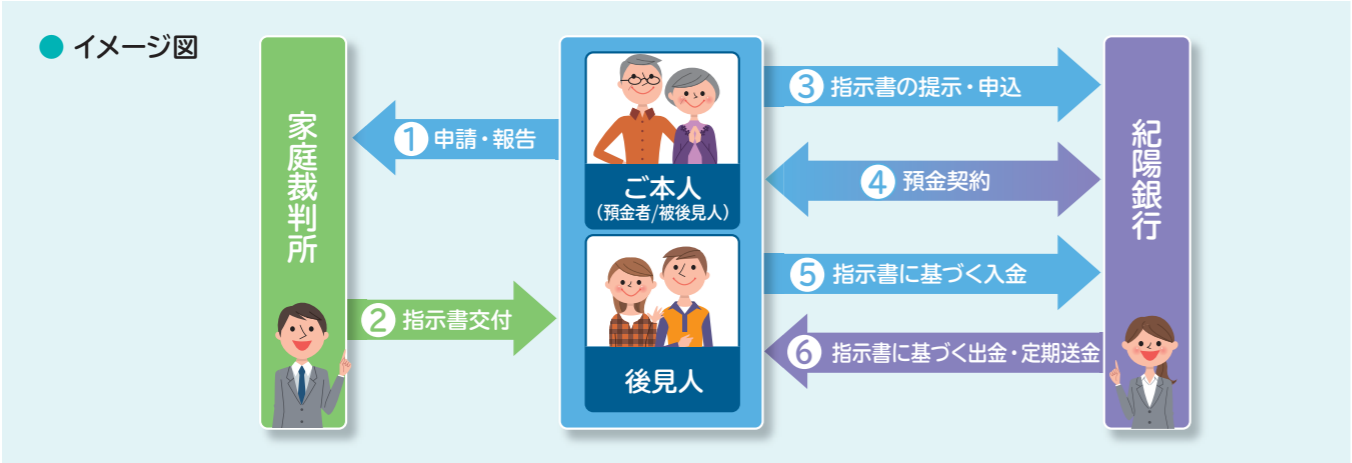 ● イメージ図
家庭裁判所
① 申請・報告
② 指示書交付
ご本人
（預金者/被後見人）
後見人
③ 指示書の提示・申込
④ 預金契約
⑤ 指示書に基づく入金
⑥ 指示書に基づく出金・定期送金
紀陽銀行